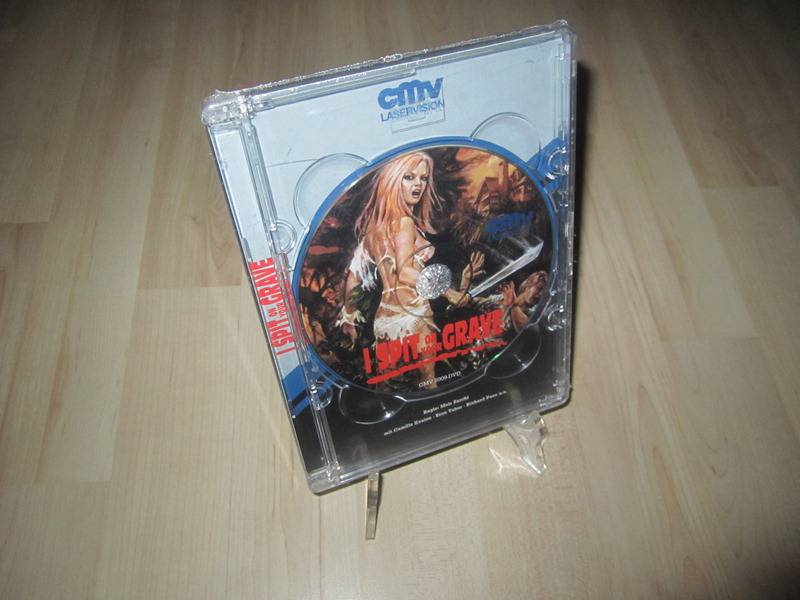 cmv
LASERVISION
cmv
I SPIT ON YOUR GRAVE
I SPIT ON YOUR GRAVE
Regie: Meir Zarchi
mit Camille Keaton · Eron Tabor · Richard Pace u.a.